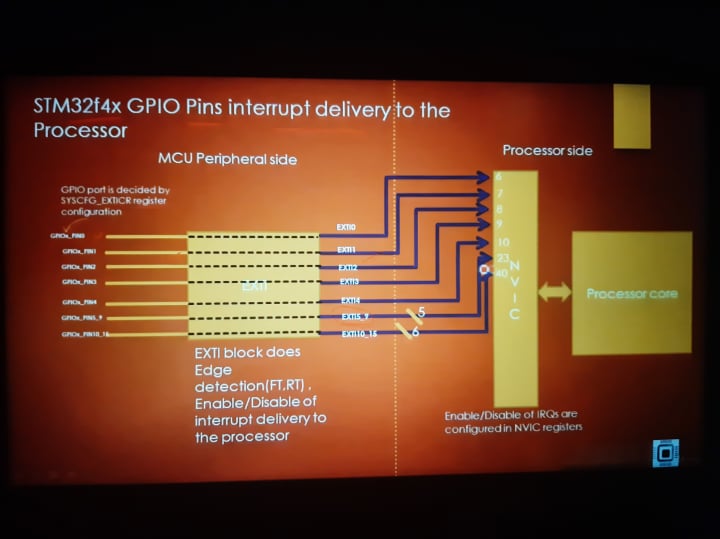 STM32f4x GPIO Pins interrupt delivery to the
Processor
MCU Peripheral side
Processor side
GPIO port is decided by
SYSCFG_EXTICR register
configuration
GPIOx_PIN0
GPIOx_PIN1
GPIOx_PIN2
GPIOx_PIN3
GPIOx_PIN4
GPIOx_PIN5_9
GPIOx_PIN10_15
EXTI
EXTI0
EXTI1
EXTI2
EXTI3
EXTI4
EXTI5_9
EXTI10_15
5
6
6
7
8
9
10
23
40
NVIC
Processor core
EXTI block does
Edge
detection(FT,RT) ,
Enable/Disable of
interrupt delivery to
the processor
Enable/Disable of IRQs are
configured in NVIC registers